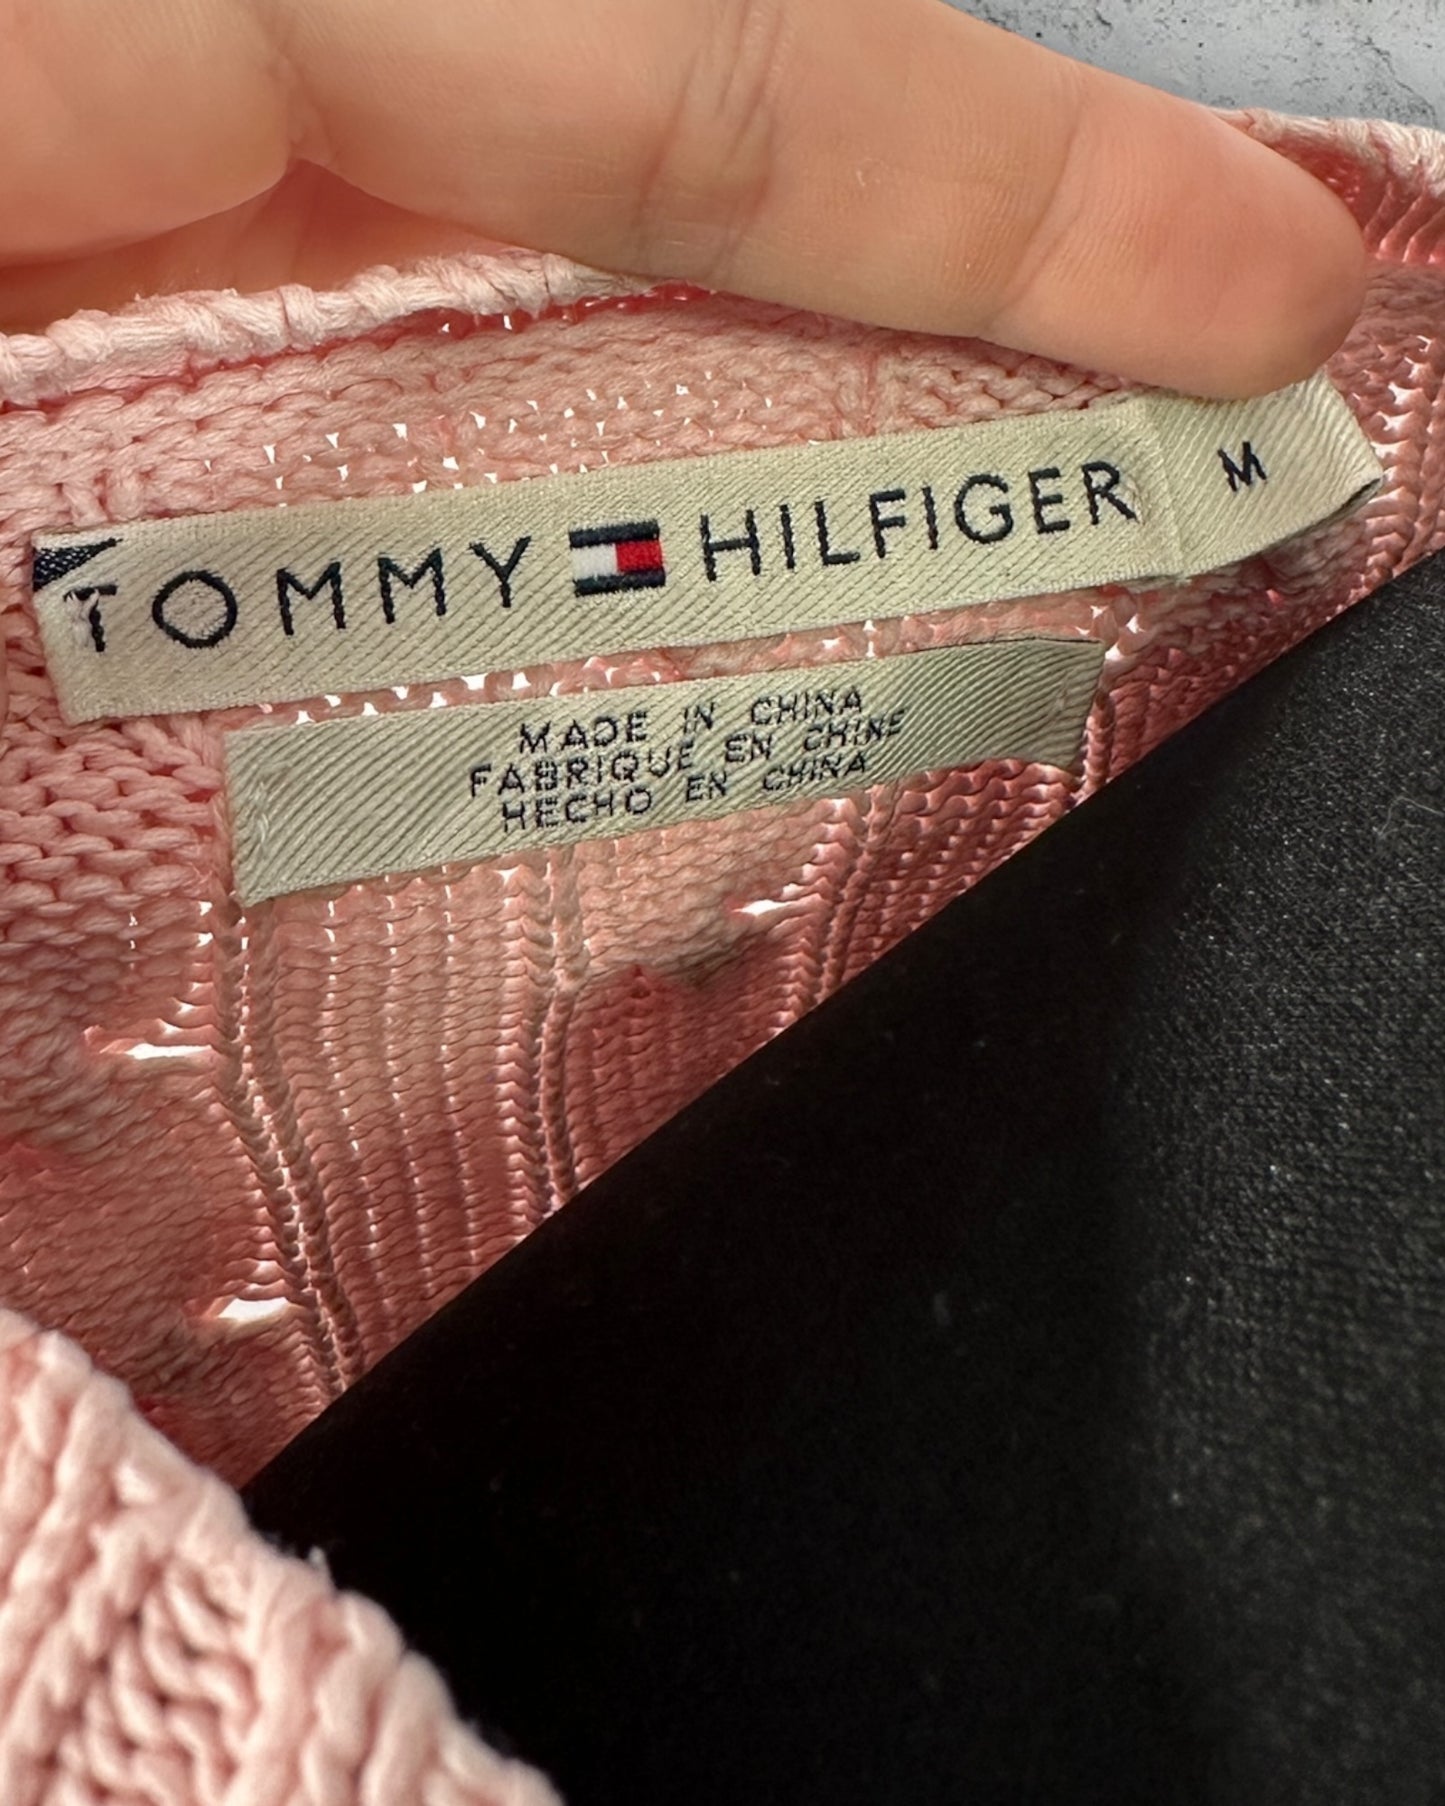 TOMMY HILFIGER M
MADE IN CHINA
FABRIQUE EN CHINE
HECHO EN CHINA